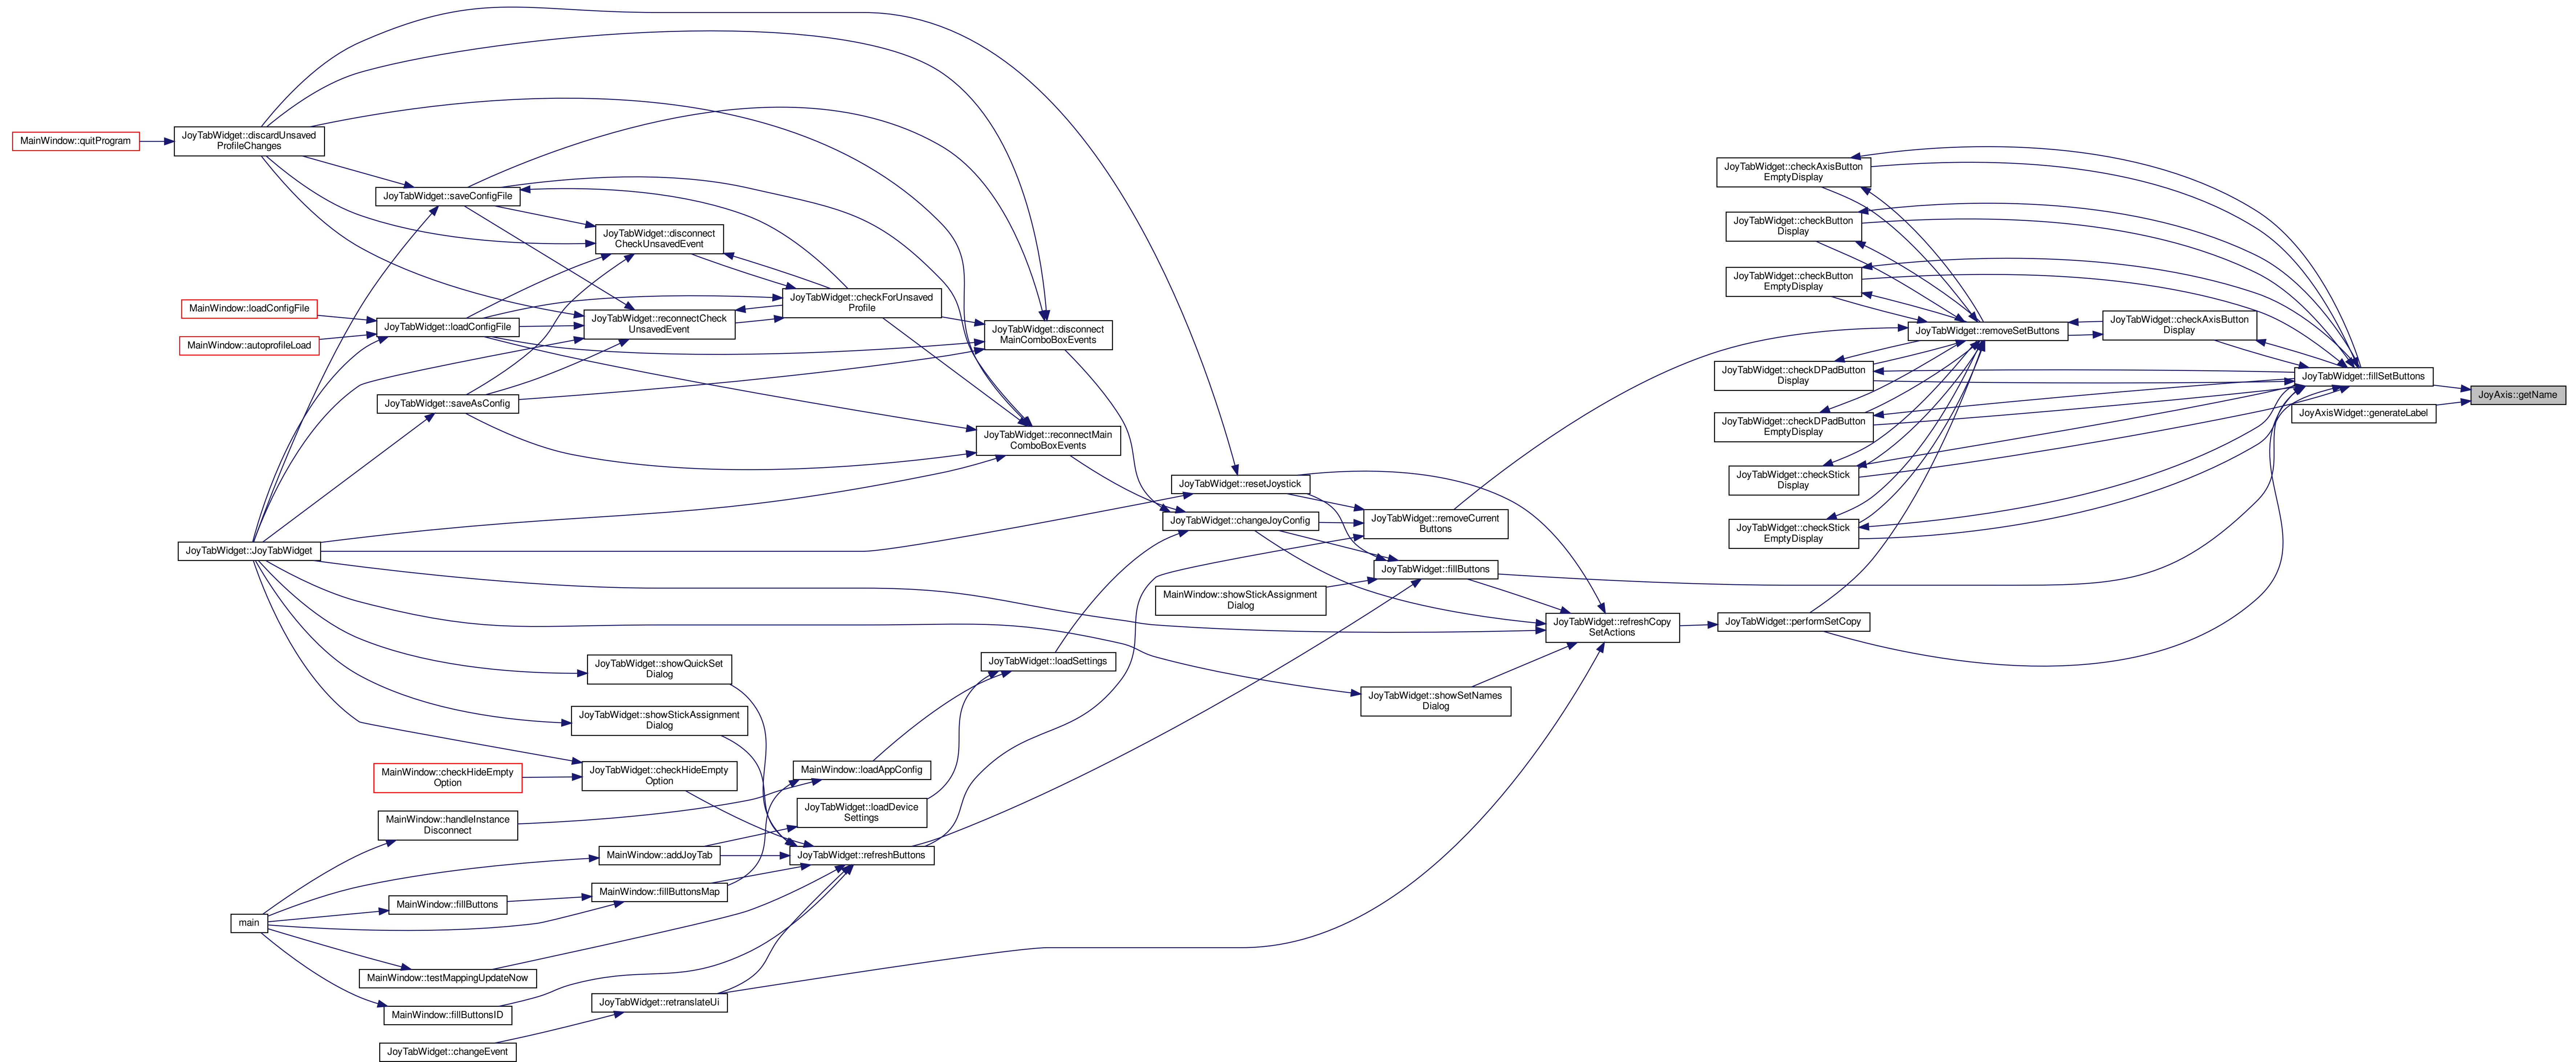 MainWindow::quitProgram
JoyTabWidget::discardUnsaved
ProfileChanges
JoyTabWidget::saveConfigFile
JoyTabWidget::disconnect
CheckUnsavedEvent
MainWindow::loadConfigFile
MainWindow::autoprofileLoad
JoyTabWidget::loadConfigFile
JoyTabWidget::reconnectCheck
UnsavedEvent
JoyTabWidget::checkForUnsaved
Profile
JoyTabWidget::disconnect
MainComboBoxEvents
JoyTabWidget::saveAsConfig
JoyTabWidget::reconnectMain
ComboBoxEvents
JoyTabWidget::resetJoystick
JoyTabWidget::changeJoyConfig
JoyTabWidget::removeCurrent
Buttons
JoyTabWidget::JoyTabWidget
JoyTabWidget::fillButtons
MainWindow::showStickAssignment
Dialog
JoyTabWidget::refreshCopy
SetActions
JoyTabWidget::performSetCopy
JoyTabWidget::checkAxisButton
EmptyDisplay
JoyTabWidget::checkButton
Display
JoyTabWidget::checkButton
EmptyDisplay
JoyTabWidget::removeSetButtons
JoyTabWidget::checkAxisButton
Display
JoyTabWidget::checkDPadButton
Display
JoyTabWidget::fillSetButtons
JoyAxis::getName
JoyAxisWidget::generateLabel
JoyTabWidget::checkDPadButton
EmptyDisplay
JoyTabWidget::checkStick
Display
JoyTabWidget::checkStick
EmptyDisplay
JoyTabWidget::showQuickSet
Dialog
JoyTabWidget::loadSettings
JoyTabWidget::showSetNames
Dialog
JoyTabWidget::showStickAssignment
Dialog
MainWindow::checkHideEmpty
Option
JoyTabWidget::checkHideEmpty
Option
MainWindow::loadAppConfig
JoyTabWidget::loadDevice
Settings
MainWindow::handleInstance
Disconnect
MainWindow::addJoyTab
JoyTabWidget::refreshButtons
MainWindow::fillButtonsMap
MainWindow::fillButtons
main
MainWindow::testMappingUpdateNow
JoyTabWidget::retranslateUi
MainWindow::fillButtonsID
JoyTabWidget::changeEvent